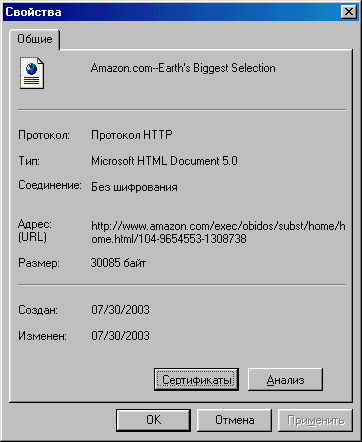 Свойства
Общие
Amazon.com--Earth's Biggest Selection
Протокол: Протокол HTTP
Тип: Microsoft HTML Document 5.0
Соединение: Без шифрования
Адрес: (URL) http://www.amazon.com/exec/obidos/subst/home/h
ome.html/104-9654553-1308738
Размер: 30085 байт
Создан: 07/30/2003
Изменен: 07/30/2003
Сертификаты Анализ
OK Отмена Применить